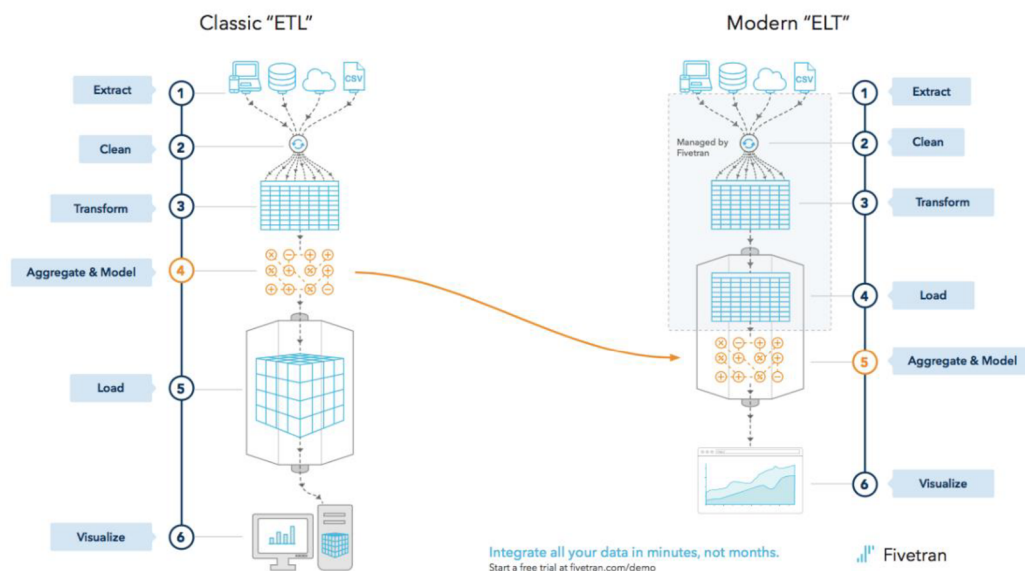 Classic “ETL”
Extract
1
Clean
2
Transform
3
Aggregate & Model
4
Load
5
Visualize
6
CSV
Modern “ELT”
CSV
Managed by
Fivetran
1
Extract
2
Clean
3
Transform
4
Load
5
Aggregate & Model
6
Visualize
Integrate all your data in minutes, not months.
Start a free trial at fivetran.com/demo
Fivetran